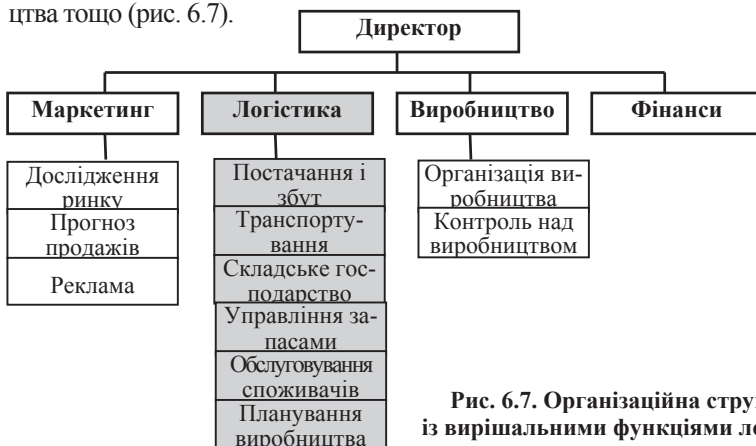 цтва тощо (рис. 6.7).
Директор
Маркетинг
Логістика
Виробництво
Фінанси
Дослідження
ринку
Прогноз
продажів
Реклама
Постачання і
збут
Транспорту-
вання
Складське гос-
подарство
Управління за-
пасами
Обслуговування
споживачів
Планування
виробництва
Організація ви-
робництва
Контроль над
виробництвом
Рис. 6.7. Організаційна
із вирішальними функціями